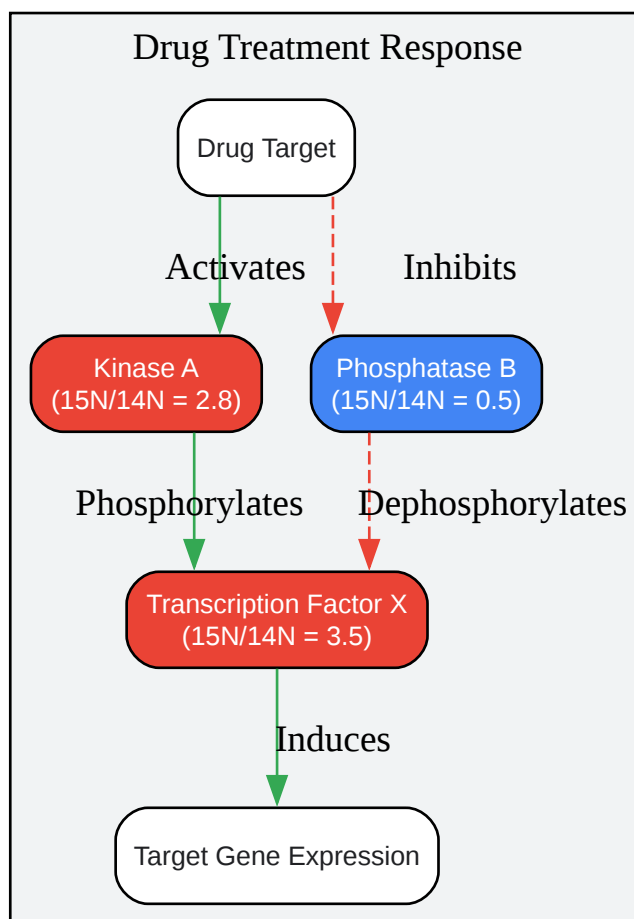 Drug Treatment Response
Drug Target
Activates
Inhibits
Kinase A
(15N/14N = 2.8)
Phosphatase B
(15N/14N = 0.5)
Phosphorylates
Dephosphorylates
Transcription Factor X
(15N/14N = 3.5)
Induces
Target Gene Expression